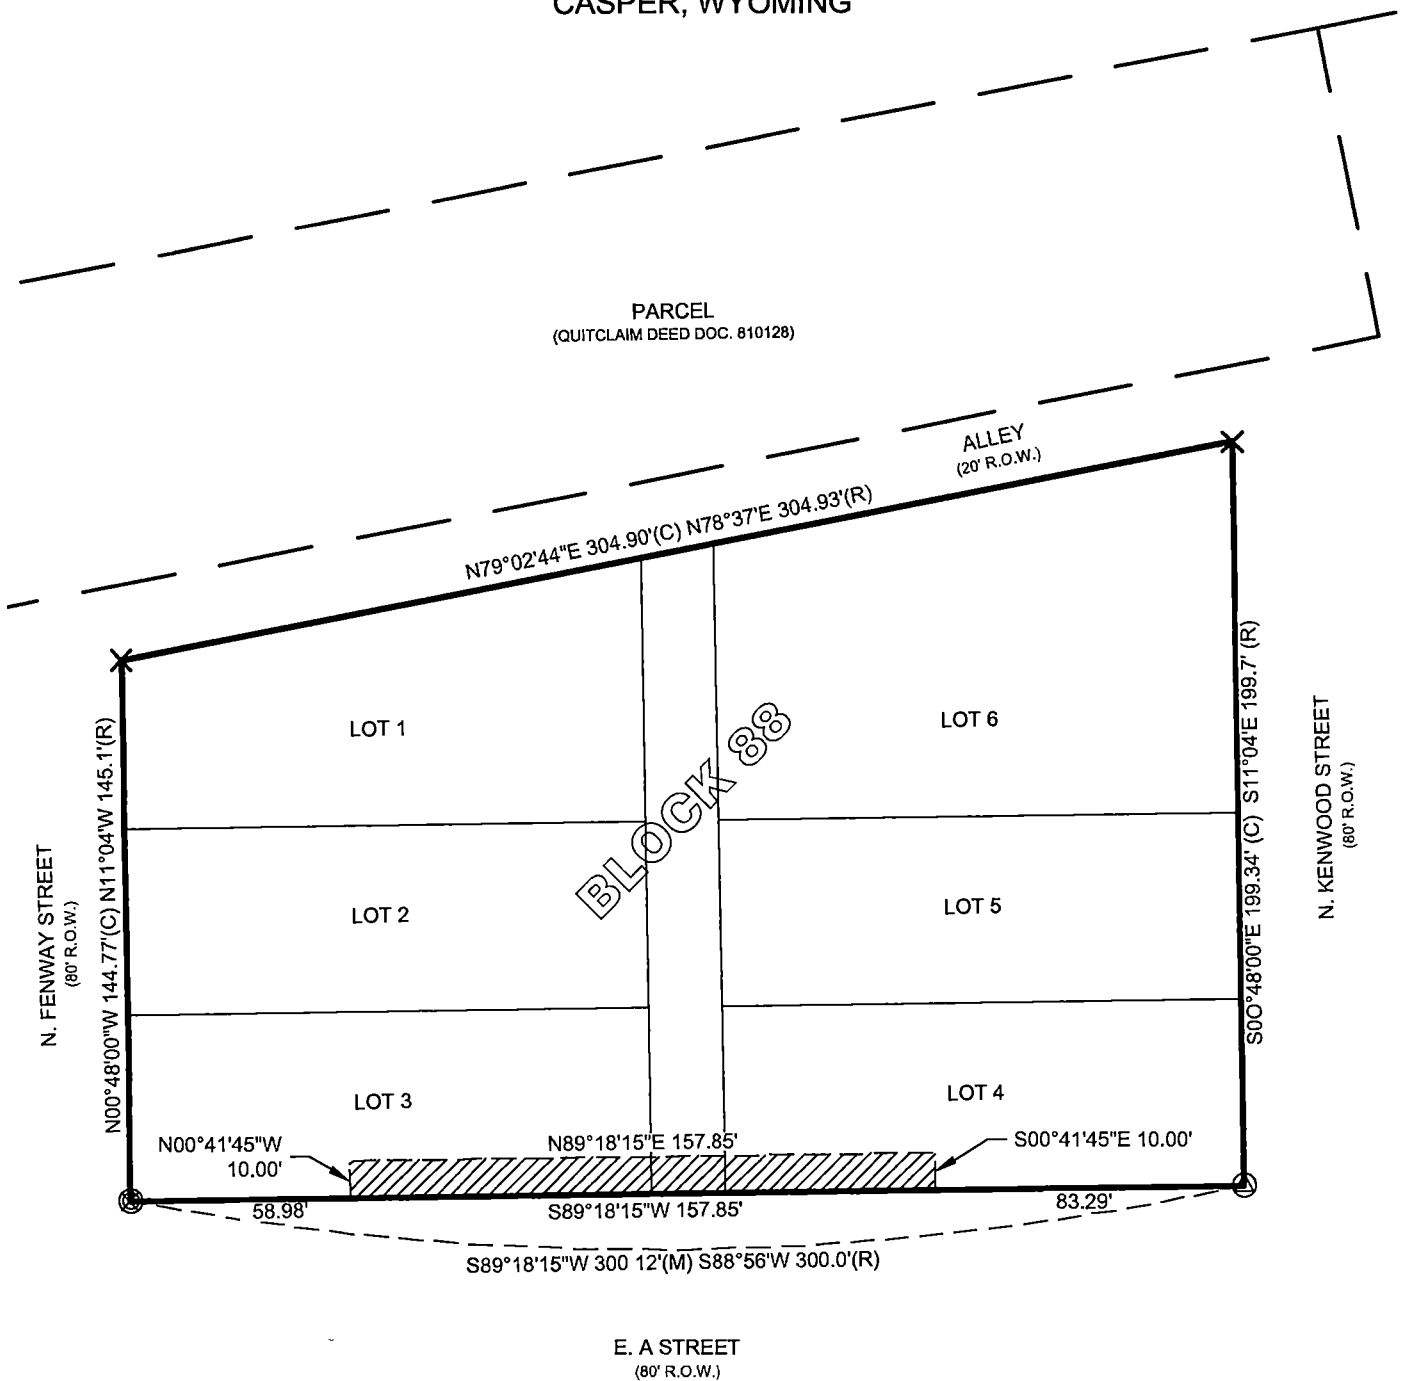 CASPER, WYOMING
PARCEL
(QUITCLAIM DEED DOC. 810128)
ALLEY
(20' R.O.W.)
N79°02'44"E 304.90'(C) N78°37'E 304.93'(R)
LOT 1
LOT 6
BLOCK 88
LOT 2
LOT 5
LOT 3
LOT 4
N. FENWAY STREET
(80' R.O.W.)
N00°48'00"W 144.77'(C) N11°04'W 145.1'(R)
S00°48'00"E 199.34' (C) S11°04'E 199.7' (R)
N. KENWOOD STREET
(80' R.O.W.)
N00°41'45"W
10.00'
N89°18'15"E 157.85'
S00°41'45"E 10.00'
58.98'
S89°18'15"W 157.85'
83.29'
S89°18'15"W 300 12'(M) S88°56'W 300.0'(R)
E. A STREET
(80' R.O.W.)